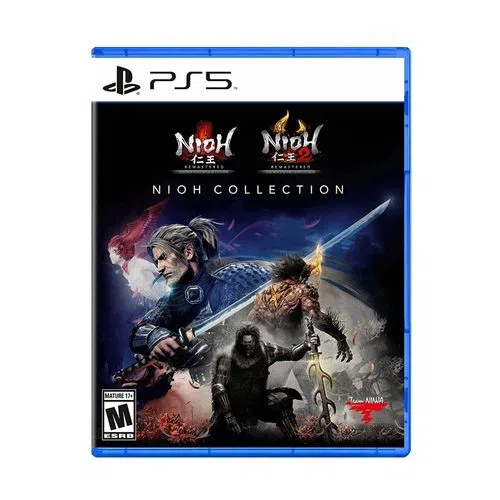 PS5
NIOH
仁王
REMASTERED
NIOH
仁王2
REMASTERED
NIOH COLLECTION
MATURE 17+
M
ESRB
Team NINJA